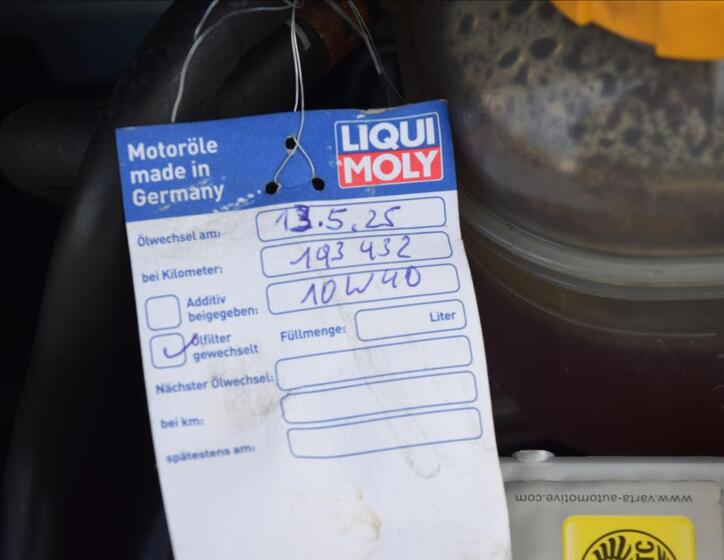 Motoröle
made in
Germany
LIQUI
MOLY
Ölwechsel am: 13.5.25
bei Kilometer: 193 432
10W40
Additiv
beigegeben:
Ölfilter
gewechselt
Füllmenge: Liter
Nächster Ölwechsel:
bei km:
spätestens am:
www.varta-automotive.com